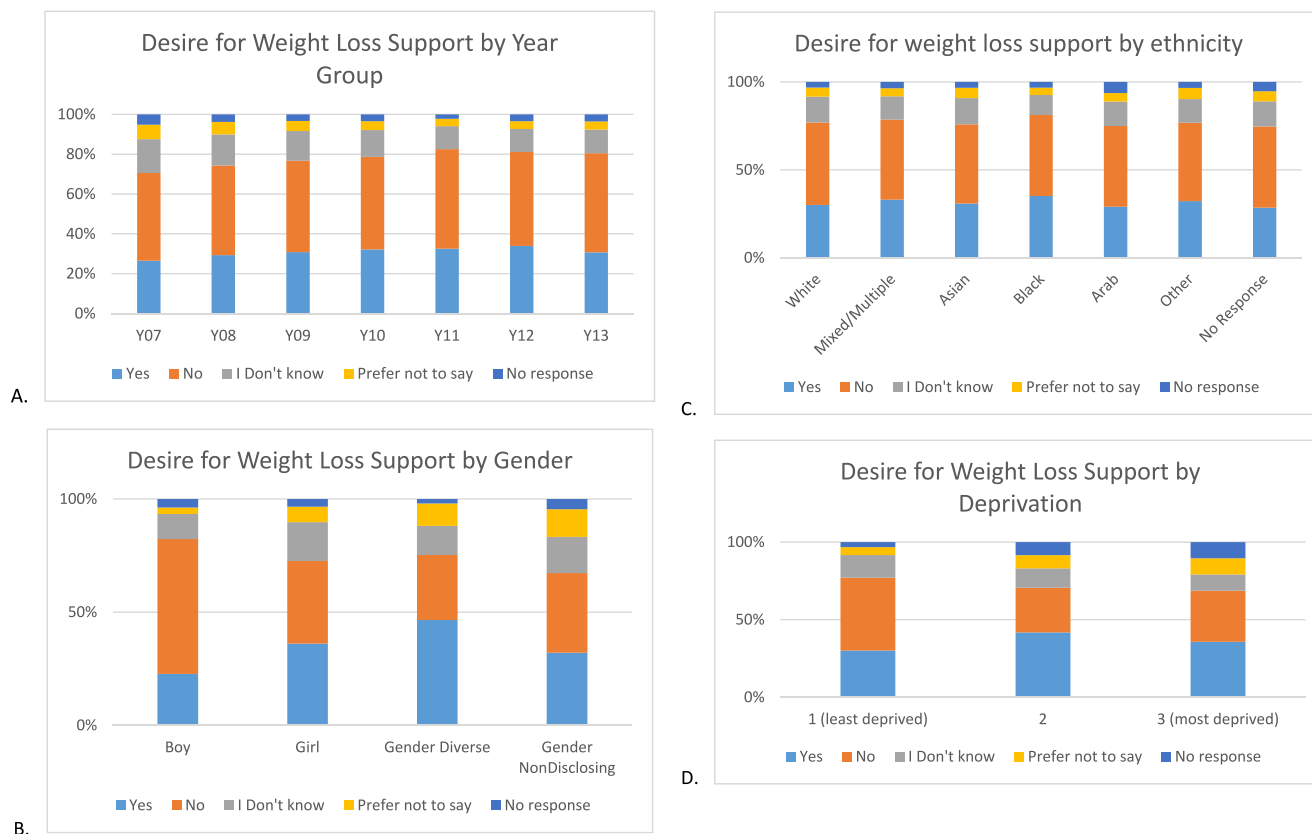 Desire for Weight Loss Support by Year
Group
100%
80%
60%
40%
20%
0%
Y07 Y08 Y09 Y10 Y11 Y12 Y13
Yes No I Don't know Prefer not to say No response
A.
Desire for Weight Loss Support by Gender
100%
50%
0%
Boy Girl Gender Diverse Gender
NonDisclosing
Yes No I Don't know Prefer not to say No response
B.
Desire for weight loss support by ethnicity
100%
50%
0%
White Mixed/Multiple Asian Black Arab Other No Response
Yes No I Don't know Prefer not to say No response
C.
Desire for Weight Loss Support by
Deprivation
100%
50%
0%
1 (least deprived) 2 3 (most deprived)
Yes No I Don't know Prefer not to say No response
D.